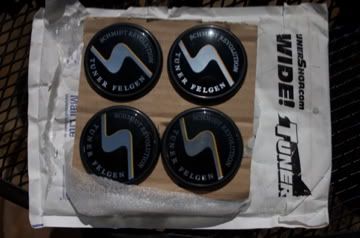 SCHMIDT REVOLUTION
TUNER FELGEN
SCHMIDT REVOLUTION
TUNER FELGEN
SCHMIDT REVOLUTION
TUNER FELGEN
SCHMIDT REVOLUTION
TUNER FELGEN
UNERSHOP.COM
WIDE!
TUNER